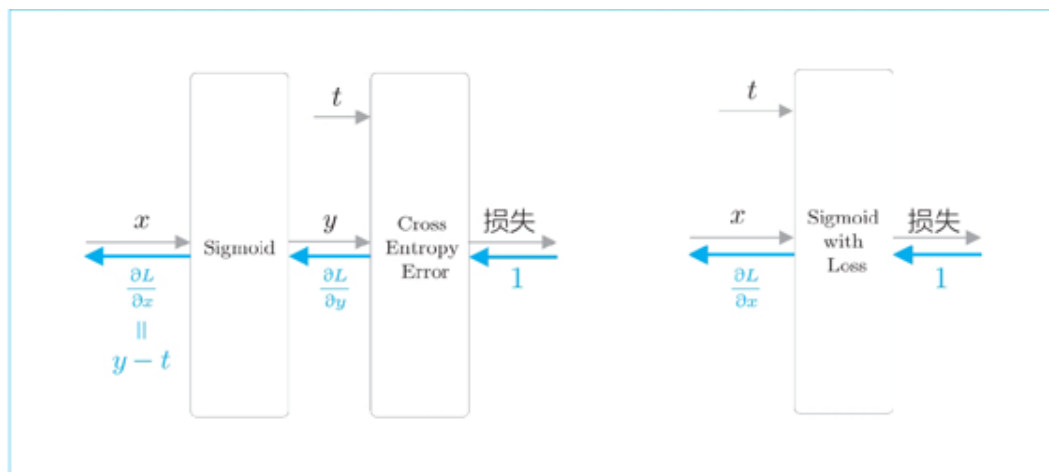 t
x
Sigmoid
y
Cross
Entropy
Error
损失
∂L/∂x
∂L/∂y
1
=
y − t
t
x
Sigmoid
with
Loss
损失
∂L/∂x
1